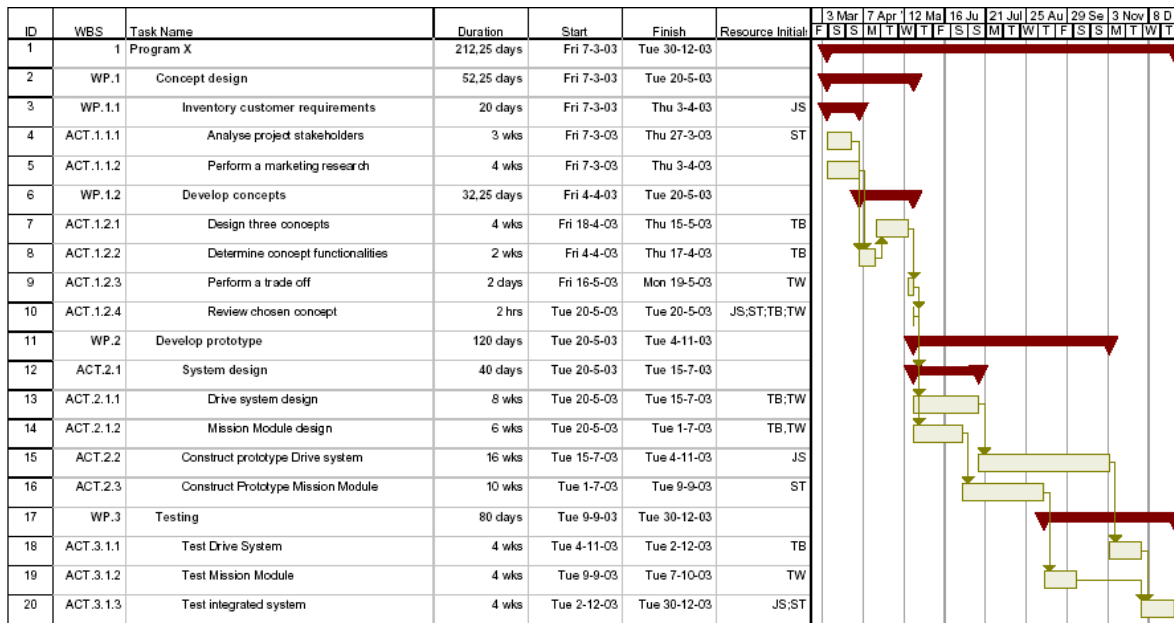 3 Mar 7 Apr ' 12 Ma 16 Ju 21 Jul 25 Au 29 Se 3 Nov 8 D
ID WBS Task Name Duration Start Finish Resource Initial F S S M T W T F S S M T W T F S S M T W T
1 1 Program X 212,25 days Fri 7-3-03 Tue 30-12-03
2 WP.1 Concept design 52,25 days Fri 7-3-03 Tue 20-5-03
3 WP.1.1 Inventory customer requirements 20 days Fri 7-3-03 Thu 3-4-03 JS
4 ACT.1.1.1 Analyse project stakeholders 3 wks Fri 7-3-03 Thu 27-3-03 ST
5 ACT.1.1.2 Perform a marketing research 4 wks Fri 7-3-03 Thu 3-4-03
6 WP.1.2 Develop concepts 32,25 days Fri 4-4-03 Tue 20-5-03
7 ACT.1.2.1 Design three concepts 4 wks Fri 18-4-03 Thu 15-5-03 TB
8 ACT.1.2.2 Determine concept functionalities 2 wks Fri 4-4-03 Thu 17-4-03 TB
9 ACT.1.2.3 Perform a trade off 2 days Fri 16-5-03 Mon 19-5-03 TW
10 ACT.1.2.4 Review chosen concept 2 hrs Tue 20-5-03 Tue 20-5-03 JS;ST;TB;TW
11 WP.2 Develop prototype 120 days Tue 20-5-03 Tue 4-11-03
12 ACT.2.1 System design 40 days Tue 20-5-03 Tue 15-7-03
13 ACT.2.1.1 Drive system design 8 wks Tue 20-5-03 Tue 15-7-03 TB;TW
14 ACT.2.1.2 Mission Module design 6 wks Tue 20-5-03 Tue 1-7-03 TB,TW
15 ACT.2.2 Construct prototype Drive system 16 wks Tue 15-7-03 Tue 4-11-03 JS
16 ACT.2.3 Construct Prototype Mission Module 10 wks Tue 1-7-03 Tue 9-9-03 ST
17 WP.3 Testing 80 days Tue 9-9-03 Tue 30-12-03
18 ACT.3.1.1 Test Drive System 4 wks Tue 4-11-03 Tue 2-12-03 TB
19 ACT.3.1.2 Test Mission Module 4 wks Tue 9-9-03 Tue 7-10-03 TW
20 ACT.3.1.3 Test integrated system 4 wks Tue 2-12-03 Tue 30-12-03 JS;ST